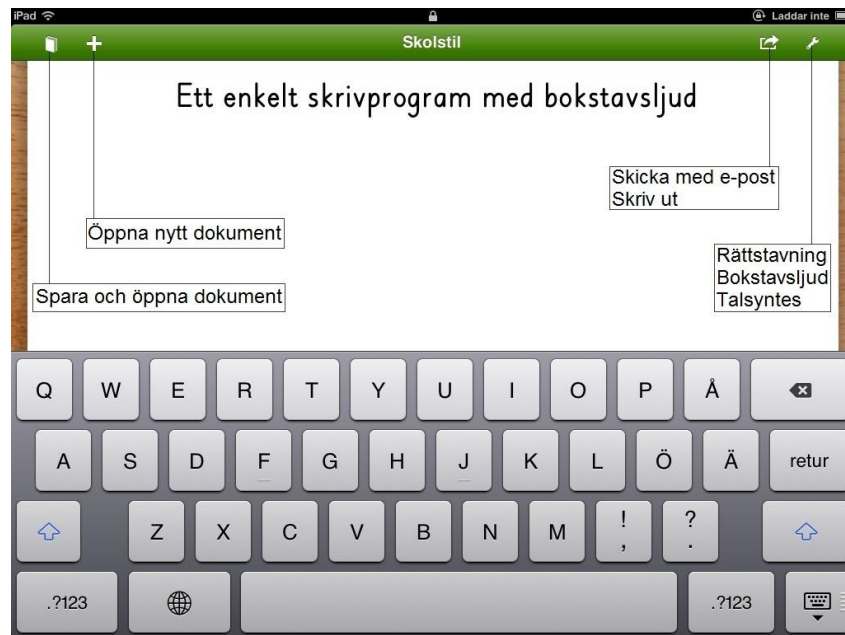 iPad Laddar inte
Skolstil
Ett enkelt skrivprogram med bokstavsljud
Skicka med e-post
Skriv ut
Öppna nytt dokument
Rättstavning
Bokstavsljud
Talsyntes
Spara och öppna dokument
Q W E R T Y U I O P Å
A S D F G H J K L Ö Ä retur
Z X C V B N M ! , ? .
.?123 .?123